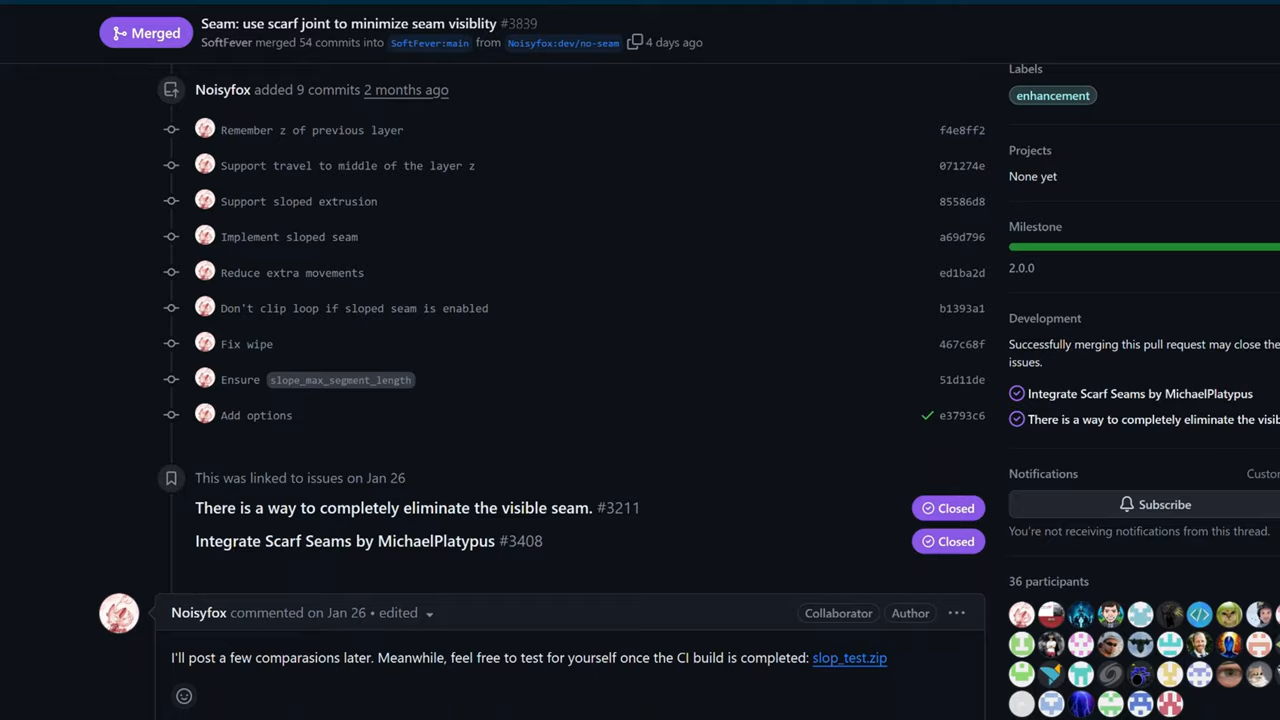 Merged
Seam: use scarf joint to minimize seam visiblity #3839
SoftFever merged 54 commits into SoftFever:main from Noisyfox:dev/no-seam 4 days ago
Noisyfox added 9 commits 2 months ago
Remember z of previous layer f4e8ff2
Support travel to middle of the layer z 071274e
Support sloped extrusion 85586d8
Implement sloped seam a69d796
Reduce extra movements ed1ba2d
Don't clip loop if sloped seam is enabled b1393a1
Fix wipe 467c68f
Ensure slope_max_segment_length 51d11de
Add options e3793c6
This was linked to issues on Jan 26
There is a way to completely eliminate the visible seam. #3211 Closed
Integrate Scarf Seams by MichaelPlatypus #3408 Closed
Noisyfox commented on Jan 26 • edited Collaborator Author
I'll post a few comparasions later. Meanwhile, feel free to test for yourself once the CI build is completed: slop_test.zip
Labels
enhancement
Projects
None yet
Milestone
2.0.0
Development
Successfully merging this pull request may close the
issues.
Integrate Scarf Seams by MichaelPlatypus
There is a way to completely eliminate the visib
Notifications Custo
Subscribe
You're not receiving notifications from this thread.
36 participants